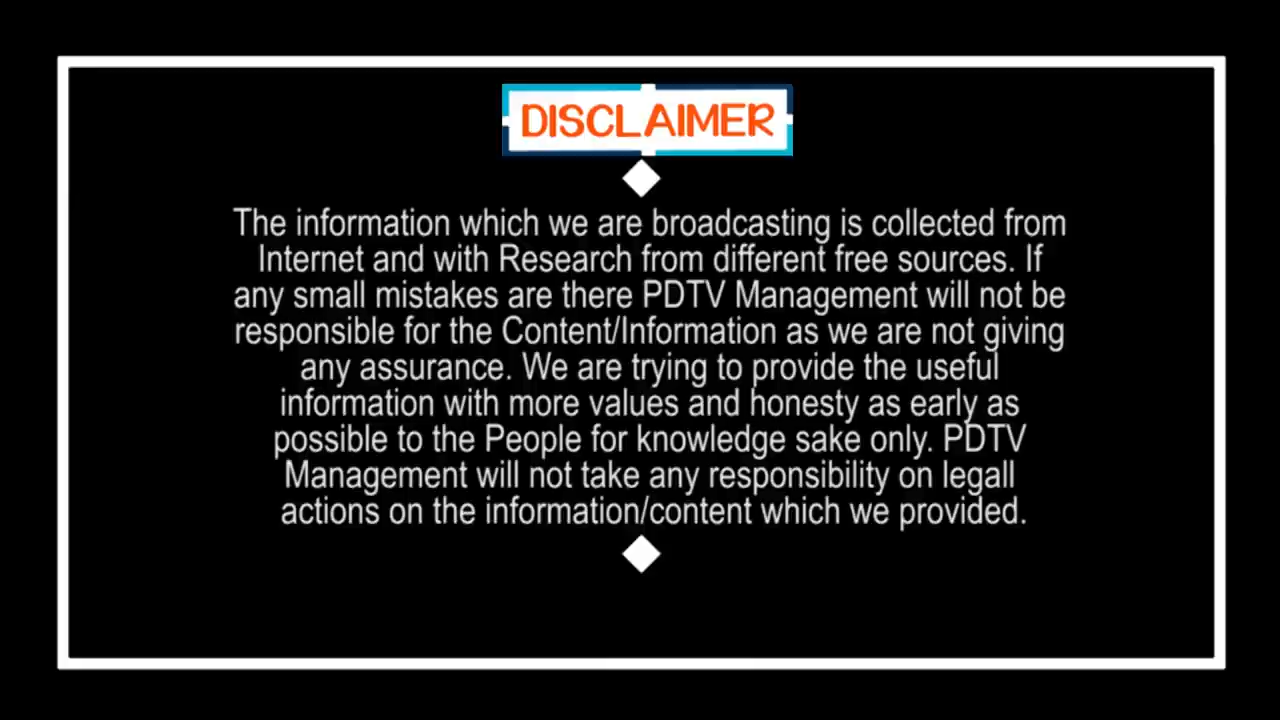 DISCLAIMER
The information which we are broadcasting is collected from
Internet and with Research from different free sources. If
any small mistakes are there PDTV Management will not be
responsible for the Content/Information as we are not giving
any assurance. We are trying to provide the useful
information with more values and honesty as early as
possible to the People for knowledge sake only. PDTV
Management will not take any responsibility on legall
actions on the information/content which we provided.